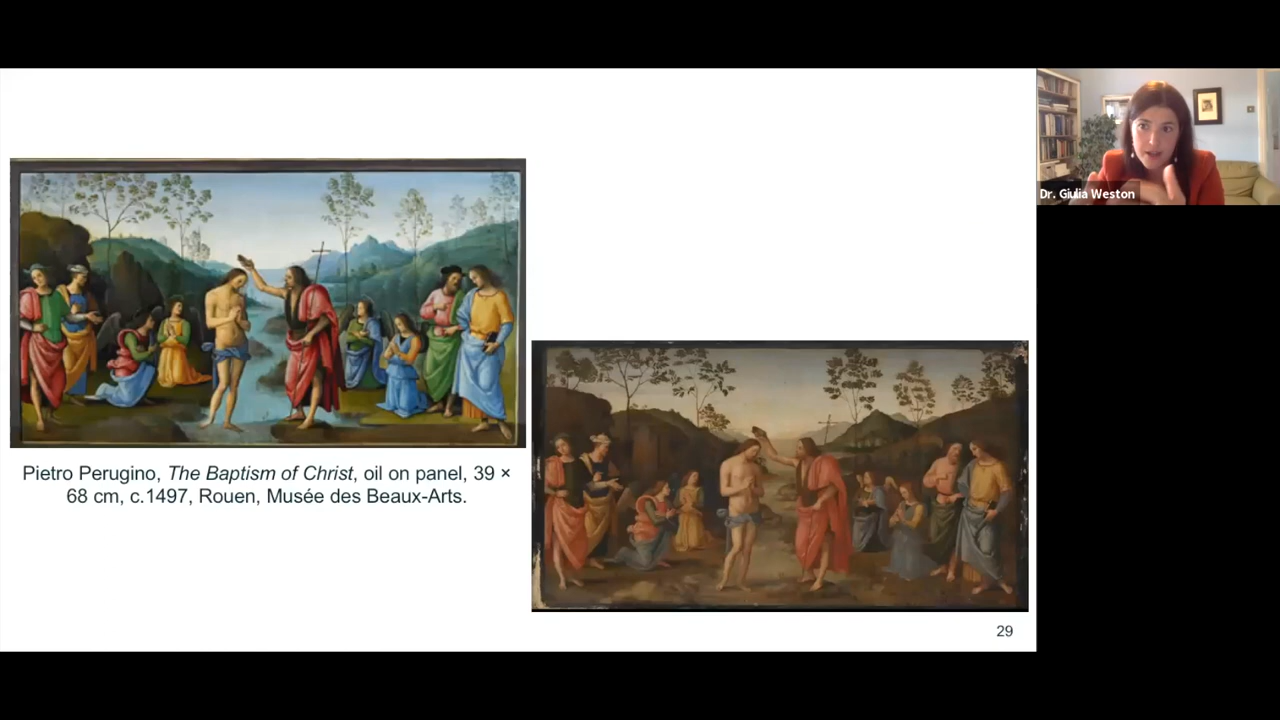 Dr. Giulia Weston
Pietro Perugino, The Baptism of Christ, oil on panel, 39 ×
68 cm, c.1497, Rouen, Musée des Beaux-Arts.
29